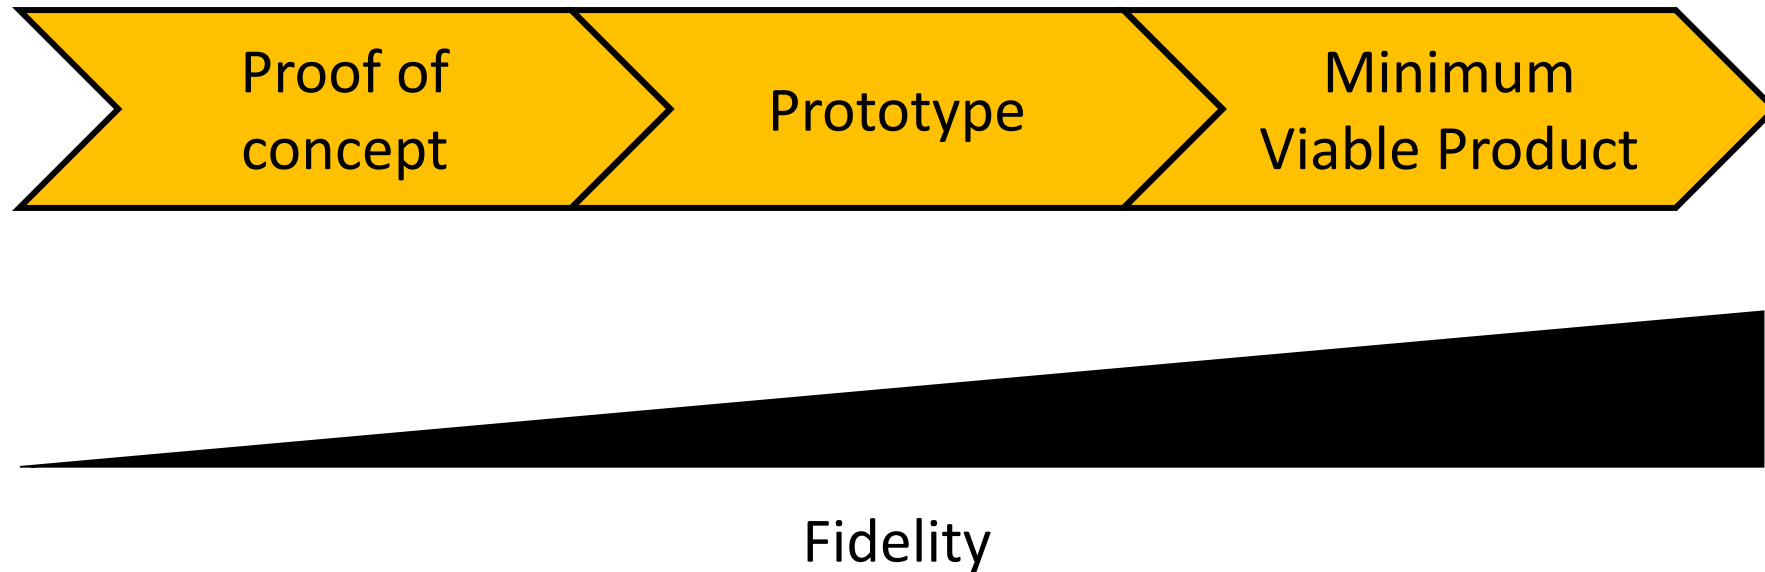 Proof of
concept
Prototype
Minimum
Viable Product
Fidelity